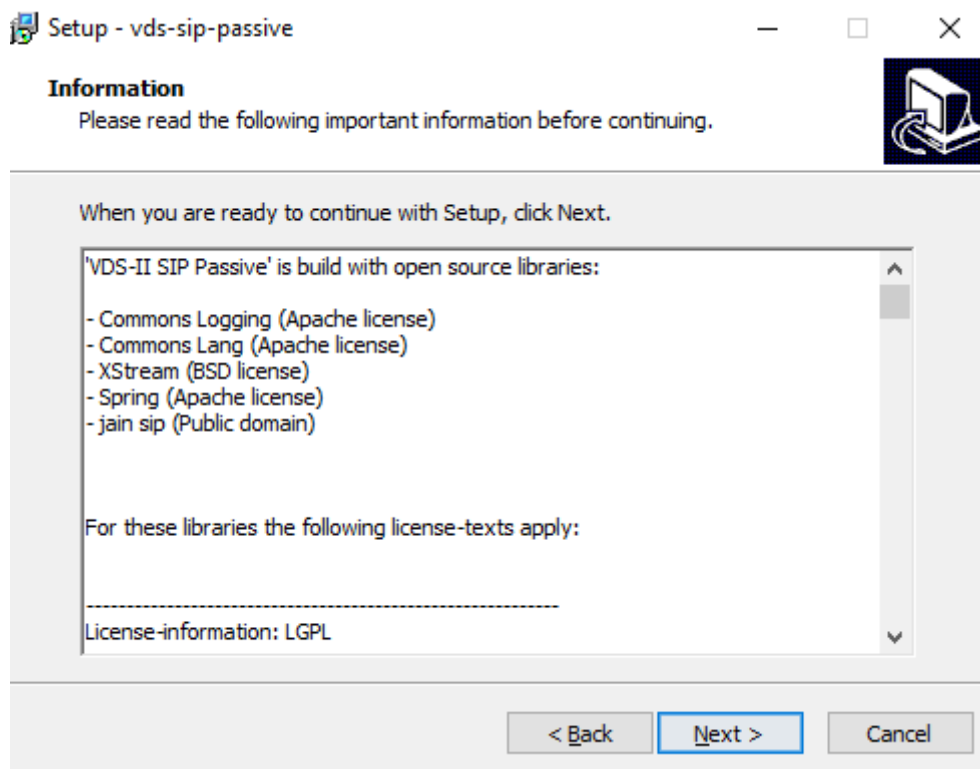 Setup - vds-sip-passive
Information
Please read the following important information before continuing.
When you are ready to continue with Setup, click Next.
'VDS-II SIP Passive' is build with open source libraries:
- Commons Logging (Apache license)
- Commons Lang (Apache license)
- XStream (BSD license)
- Spring (Apache license)
- jain sip (Public domain)
For these libraries the following license-texts apply:
-----------------------------------------------------------
License-information: LGPL
< Back
Next >
Cancel